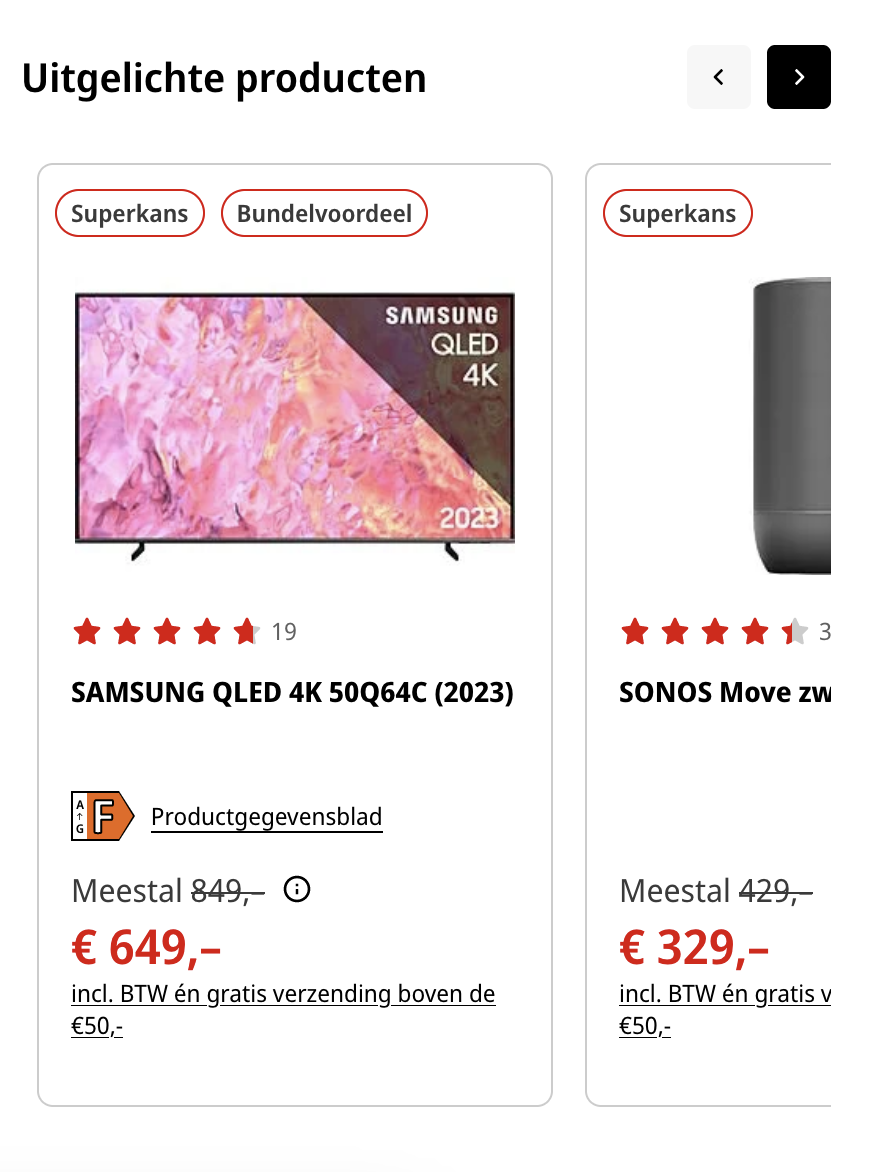 Uitgelichte producten
Superkans
Bundelvoordeel
SAMSUNG
QLED
4K
2023
19
SAMSUNG QLED 4K 50Q64C (2023)
A
↑
G
F
Productgegevensblad
Meestal 849,–
€ 649,–
incl. BTW én gratis verzending boven de
€50,-
Superkans
3
SONOS Move zw
Meestal 429,–
€ 329,–
incl. BTW én gratis v
€50,-